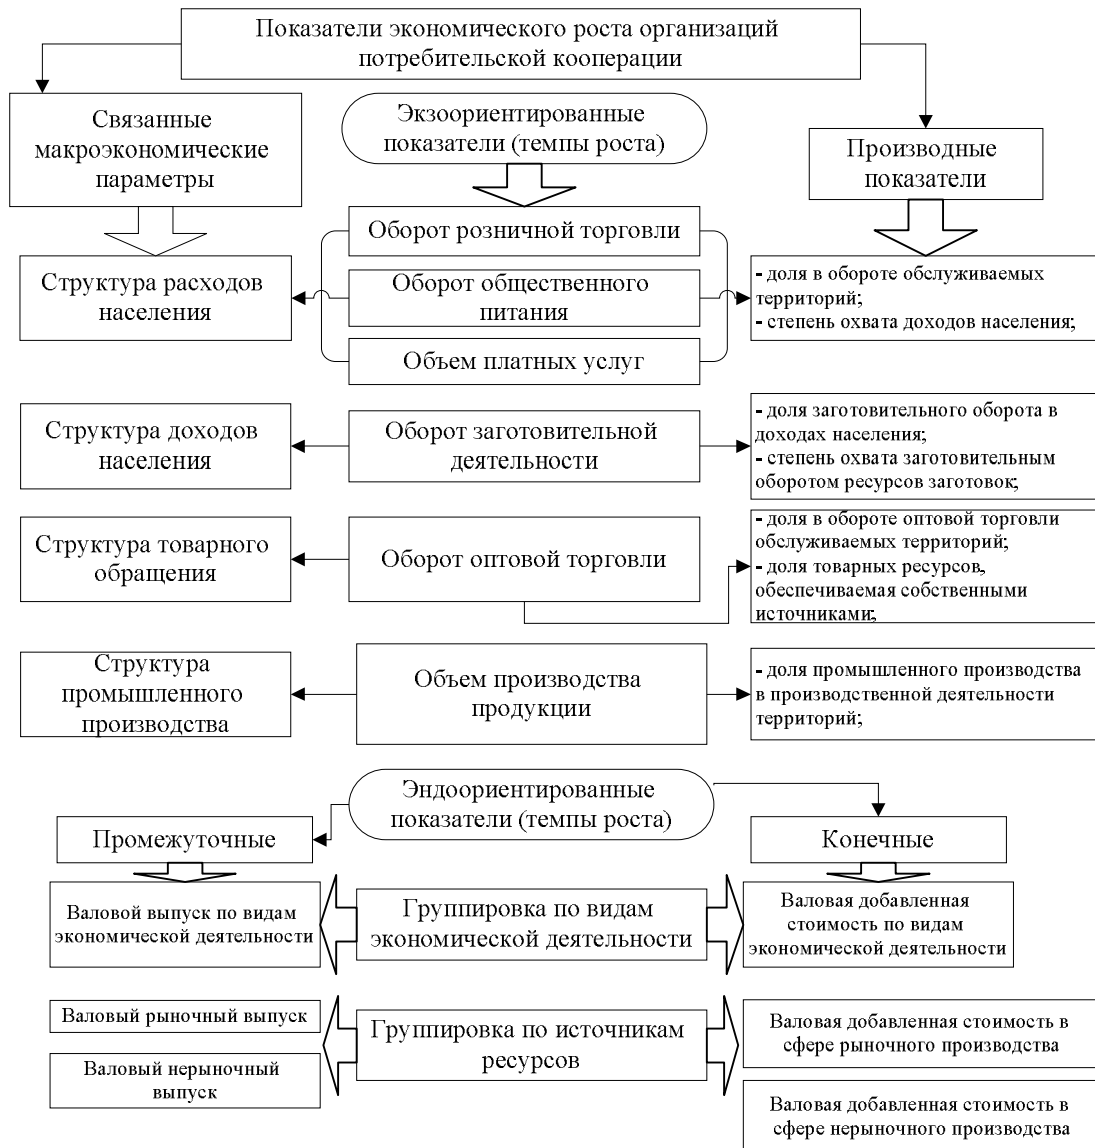 Показатели экономического роста организаций
потребительской кооперации
Связанные
макроэкономические
параметры
Экзоориентированные
показатели (темпы роста)
Производные
показатели
Оборот розничной торговли
Структура расходов
населения
Оборот общественного
питания
Объем платных услуг
- доля в обороте обслуживаемых
территорий;
- степень охвата доходов населения;
Структура доходов
населения
Оборот заготовительной
деятельности
- доля заготовительного оборота в
доходах населения;
- степень охвата заготовительным
оборотом ресурсов заготовок;
Структура товарного
обращения
Оборот оптовой торговли
- доля в обороте оптовой торговли
обслуживаемых территорий;
- доля товарных ресурсов,
обеспечиваемая собственными
источниками;
Структура
промышленного
производства
Объем производства
продукции
- доля промышленного производства
в производственной деятельности
территорий;
Эндоориентированные
показатели (темпы роста)
Промежуточные
Конечные
Валовой выпуск по видам
экономической деятельности
Группировка по видам
экономической деятельности
Валовая добавленная
стоимость по видам
экономической деятельности
Валовый рыночный выпуск
Валовый нерыночный
выпуск
Группировка по источникам
ресурсов
Валовая добавленная стоимость в
сфере рыночного производства
Валовая добавленная стоимость в
сфере нерыночного производства